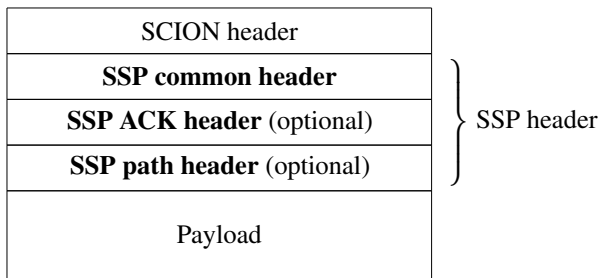 SCION header
SSP common header
SSP ACK header (optional)
SSP header
SSP path header (optional)
Payload